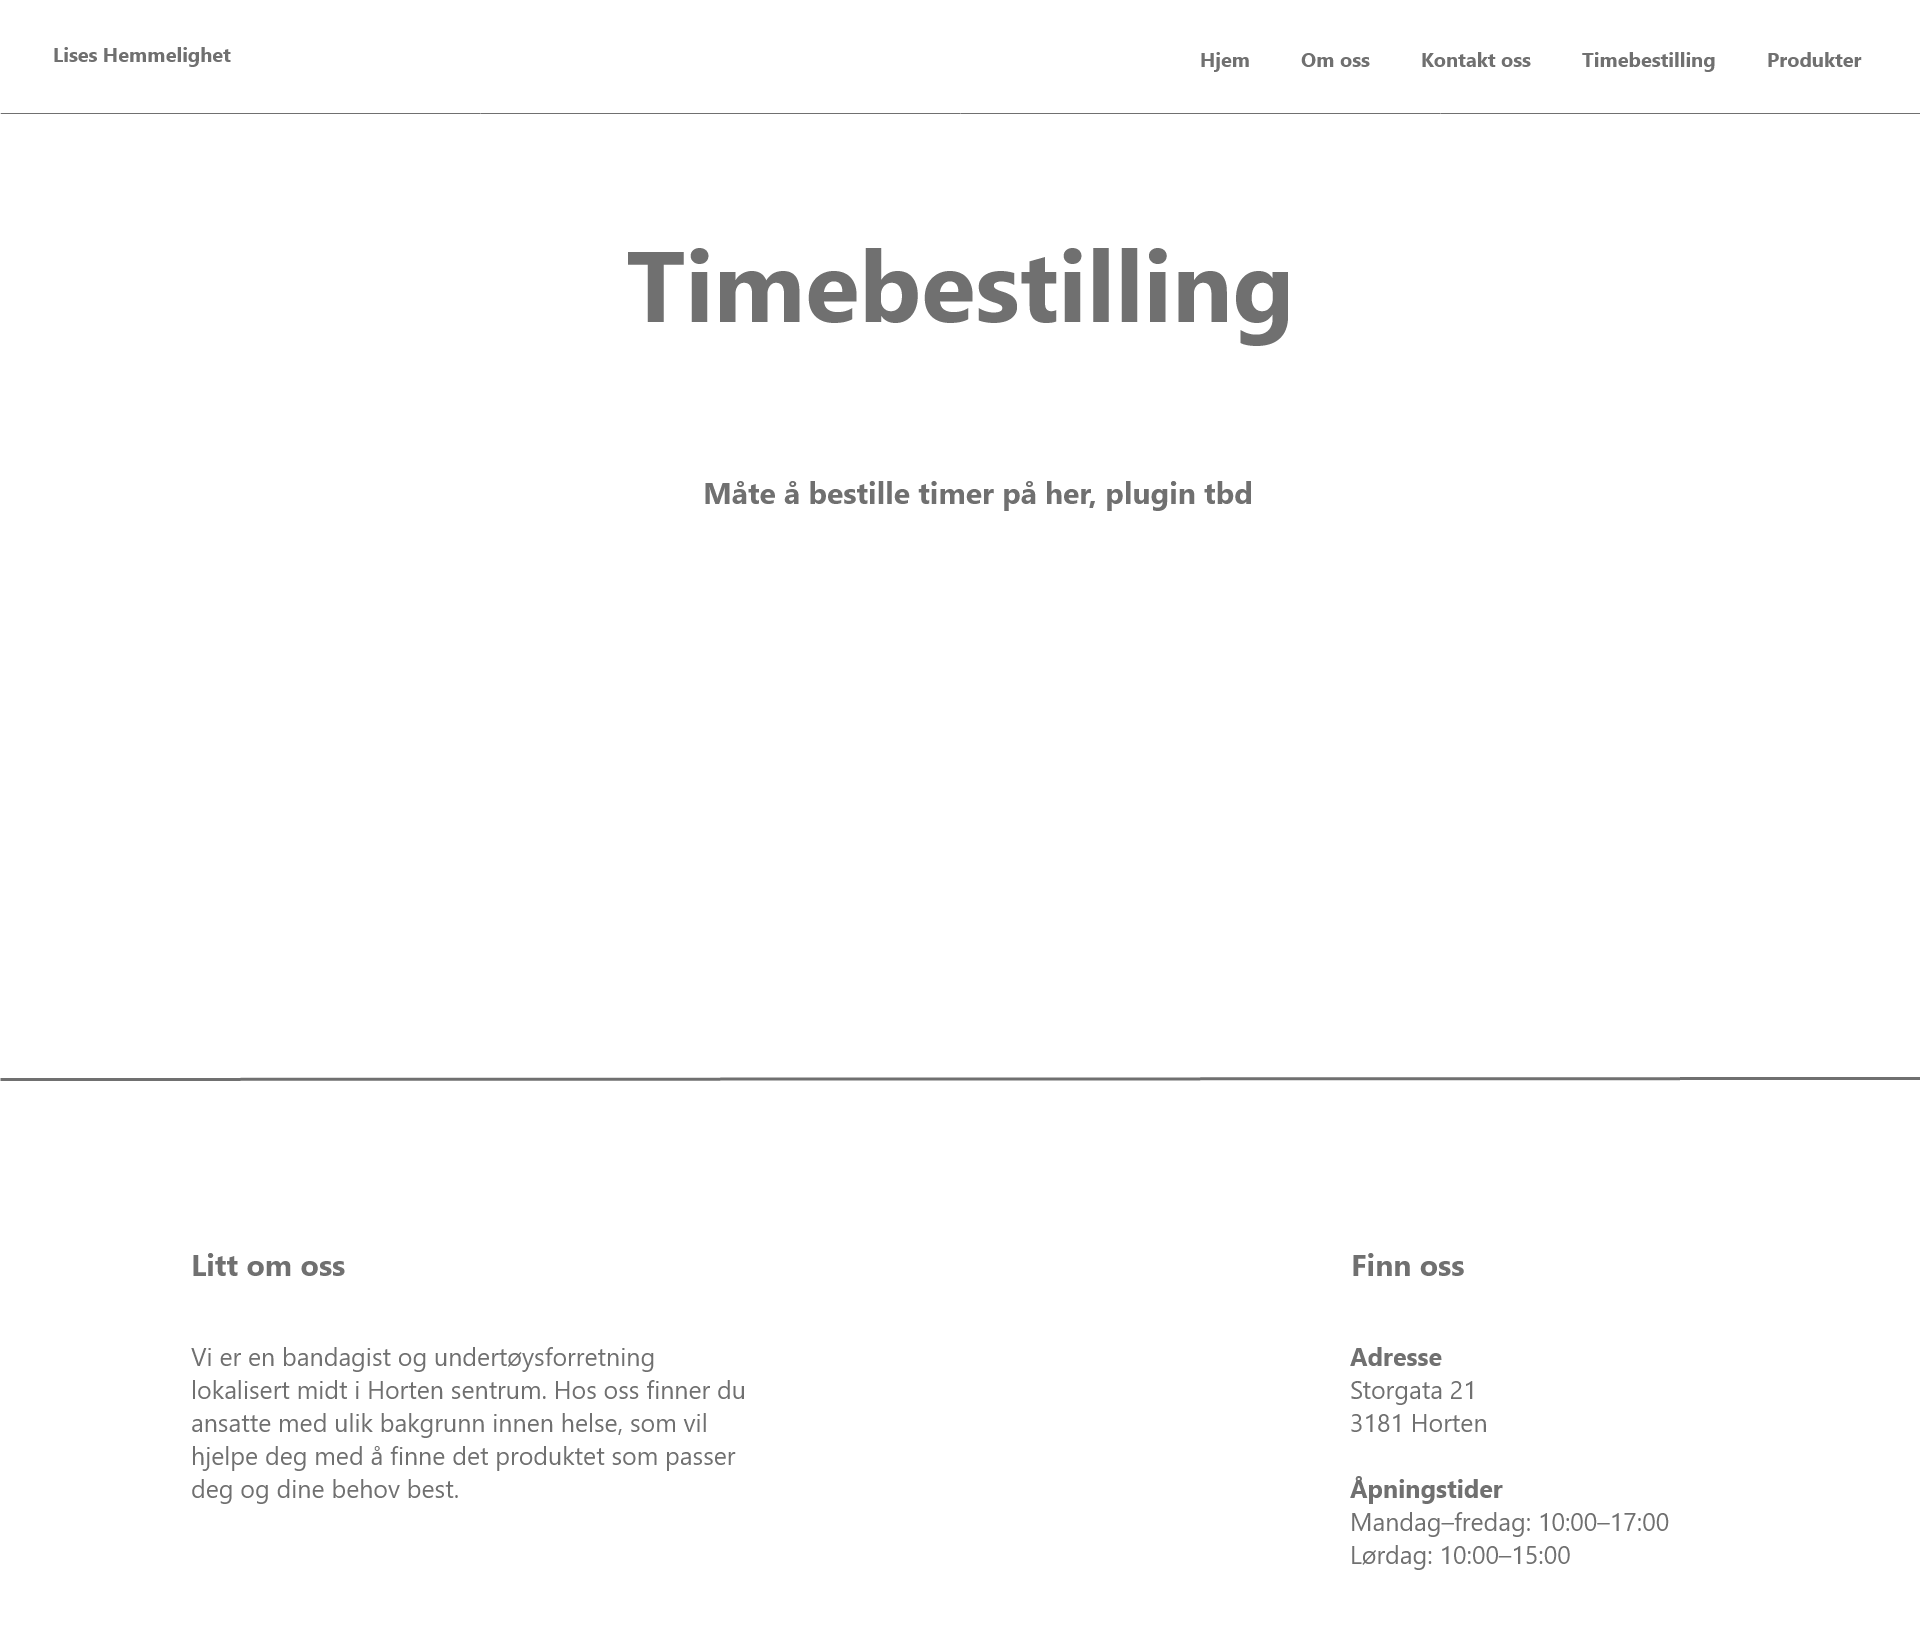 Lises Hemmelighet
Hjem Om oss Kontakt oss Timebestilling Produkter
Timebestilling
Måte å bestille timer på her, plugin tbd
Litt om oss
Vi er en bandagist og undertøysforretning
lokalisert midt i Horten sentrum. Hos oss finner du
ansatte med ulik bakgrunn innen helse, som vil
hjelpe deg med å finne det produktet som passer
deg og dine behov best.
Finn oss
Adresse
Storgata 21
3181 Horten
Åpningstider
Mandag–fredag: 10:00–17:00
Lørdag: 10:00–15:00